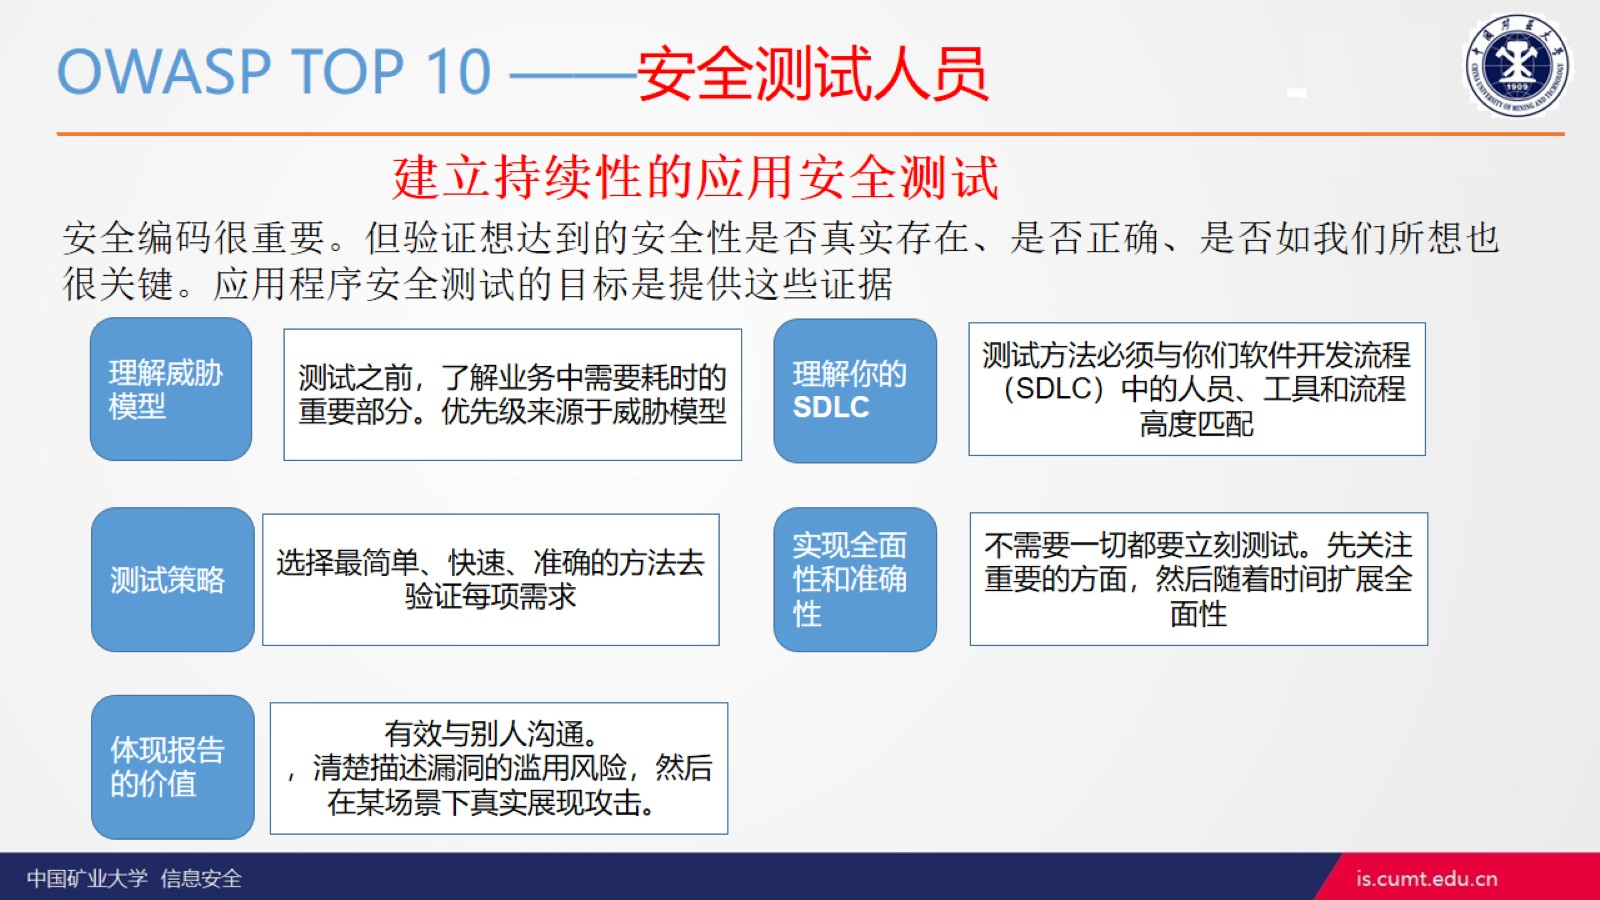 OWASP TOP 10 ——安全测试人员
中国矿业大学
CHINA UNIVERSITY OF MINING AND TECHNOLOGY
1909
建立持续性的应用安全测试
安全编码很重要。但验证想达到的安全性是否真实存在、是否正确、是否如我们所想也
很关键。应用程序安全测试的目标是提供这些证据
理解威胁
模型
测试之前，了解业务中需要耗时的
重要部分。优先级来源于威胁模型
理解你的
SDLC
测试方法必须与你们软件开发流程
（SDLC）中的人员、工具和流程
高度匹配
测试策略
选择最简单、快速、准确的方法去
验证每项需求
实现全面
性和准确
性
不需要一切都要立刻测试。先关注
重要的方面，然后随着时间扩展全
面性
体现报告
的价值
有效与别人沟通。
，清楚描述漏洞的滥用风险，然后
在某场景下真实展现攻击。
中国矿业大学 信息安全
is.cumt.edu.cn